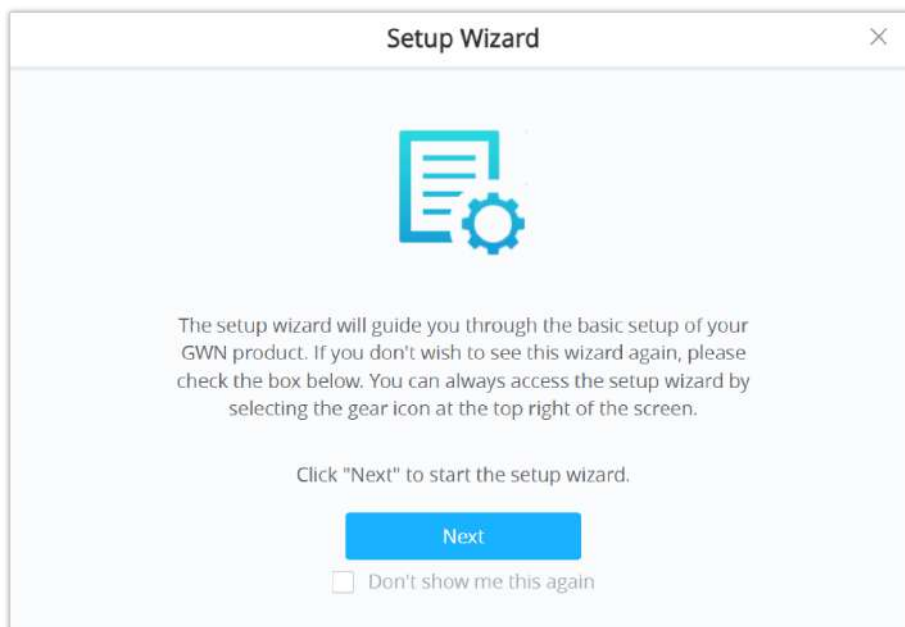 Setup Wizard
The setup wizard will guide you through the basic setup of your
GWN product. If you don't wish to see this wizard again, please
check the box below. You can always access the setup wizard by
selecting the gear icon at the top right of the screen.
Click "Next" to start the setup wizard.
Next
Don't show me this again